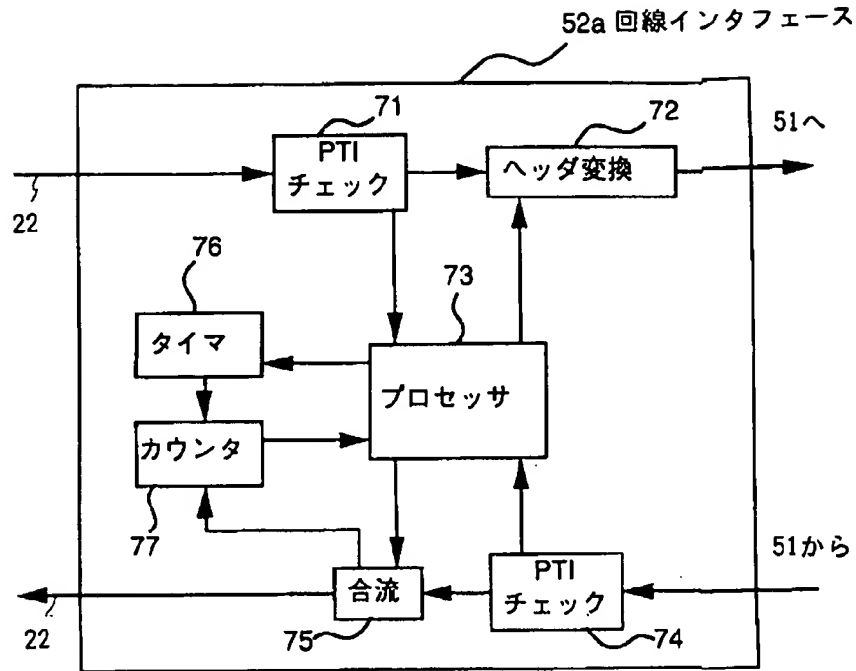 52a 回線インタフェース
71
PTI
チェック
72
ヘッダ変換
51へ
22
76
タイマ
73
プロセッサ
カウンタ
77
合流
75
PTI
チェック
74
51から
22